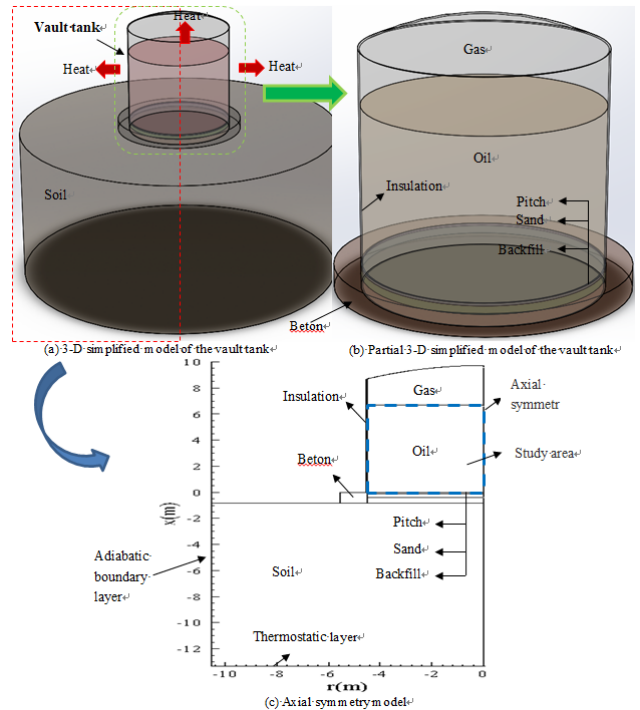 Heat
Vault tank
Heat
Heat
Soil
Gas
Oil
Insulation
Pitch
Sand
Backfill
Beton
(a) 3-D simplified model of the vault tank
(b) Partial 3-D simplified model of the vault tank
10
8
6
4
2
0
-2
-4
-6
-8
-10
-12
x(m)
Insulation
Gas
Axial
symmetr
Beton
Oil
Study area
Pitch
Sand
Backfill
Adiabatic
boundary
layer
Soil
Thermostatic layer
-10 -8 -6 -4 -2 0
r(m)
(c) Axial symmetry model